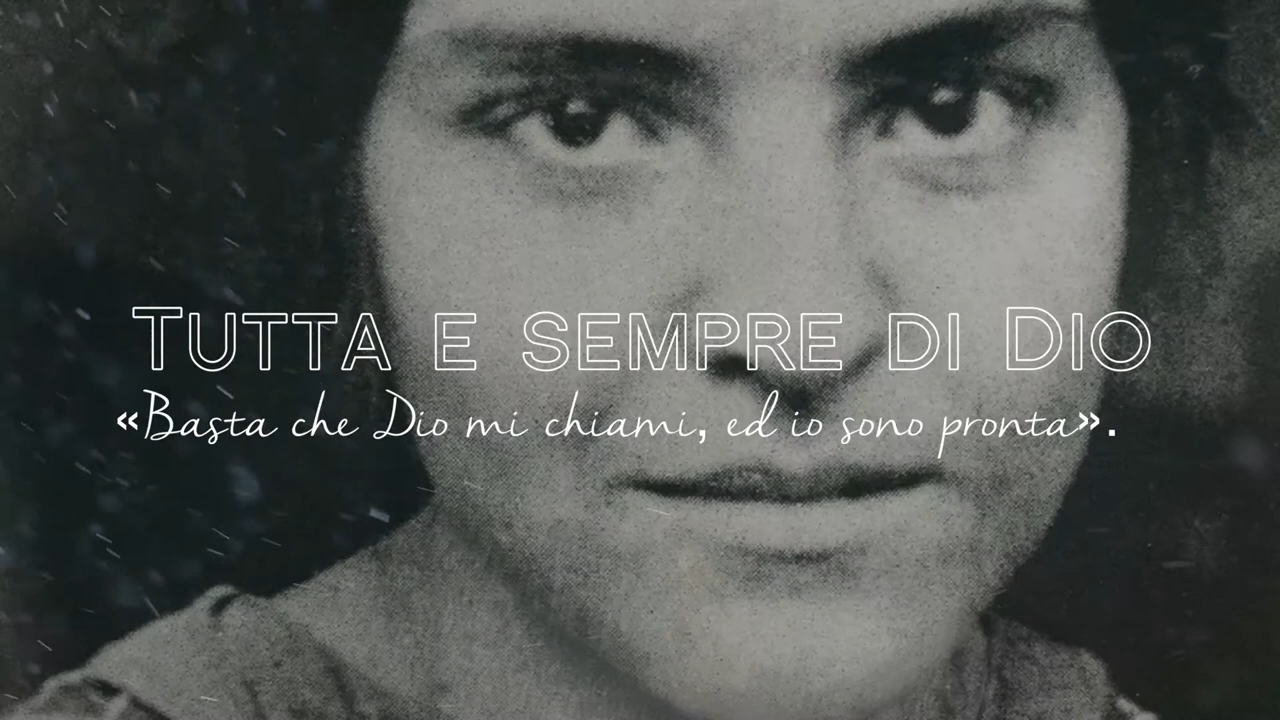 Tutta e sempre di Dio
«Basta che Dio mi chiami, ed io sono pronta».